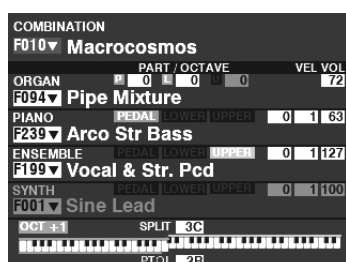 COMBINATION
F010▼ Macrocosmos
PART / OCTAVE VEL VOL
ORGAN P 0 L 0 U 0 72
F094▼ Pipe Mixture
PIANO PEDAL LOWER UPPER 0 1 63
F239▼ Arco Str Bass
ENSEMBLE PEDAL LOWER UPPER 0 1 127
F199▼ Vocal & Str. Pcd
SYNTH PEDAL LOWER UPPER 0 1 100
F001▼ Sine Lead
OCT +1 SPLIT 3C